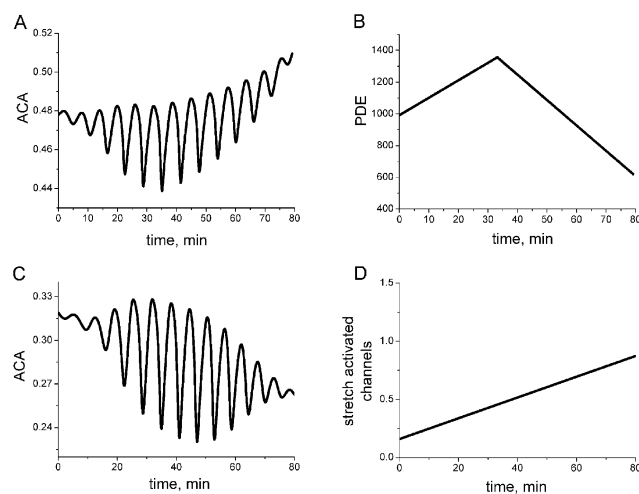 A
0.52
0.50
0.48
0.46
0.44
ACA
0 10 20 30 40 50 60 70 80
time, min
B
1400
1200
1000
800
600
400
PDE
0 10 20 30 40 50 60 70 80
time, min
C
0.33
0.30
0.27
0.24
ACA
0 20 40 60 80
time, min
D
1.5
1.0
0.5
0.0
stretch activated
channels
0 20 40 60 80
time, min